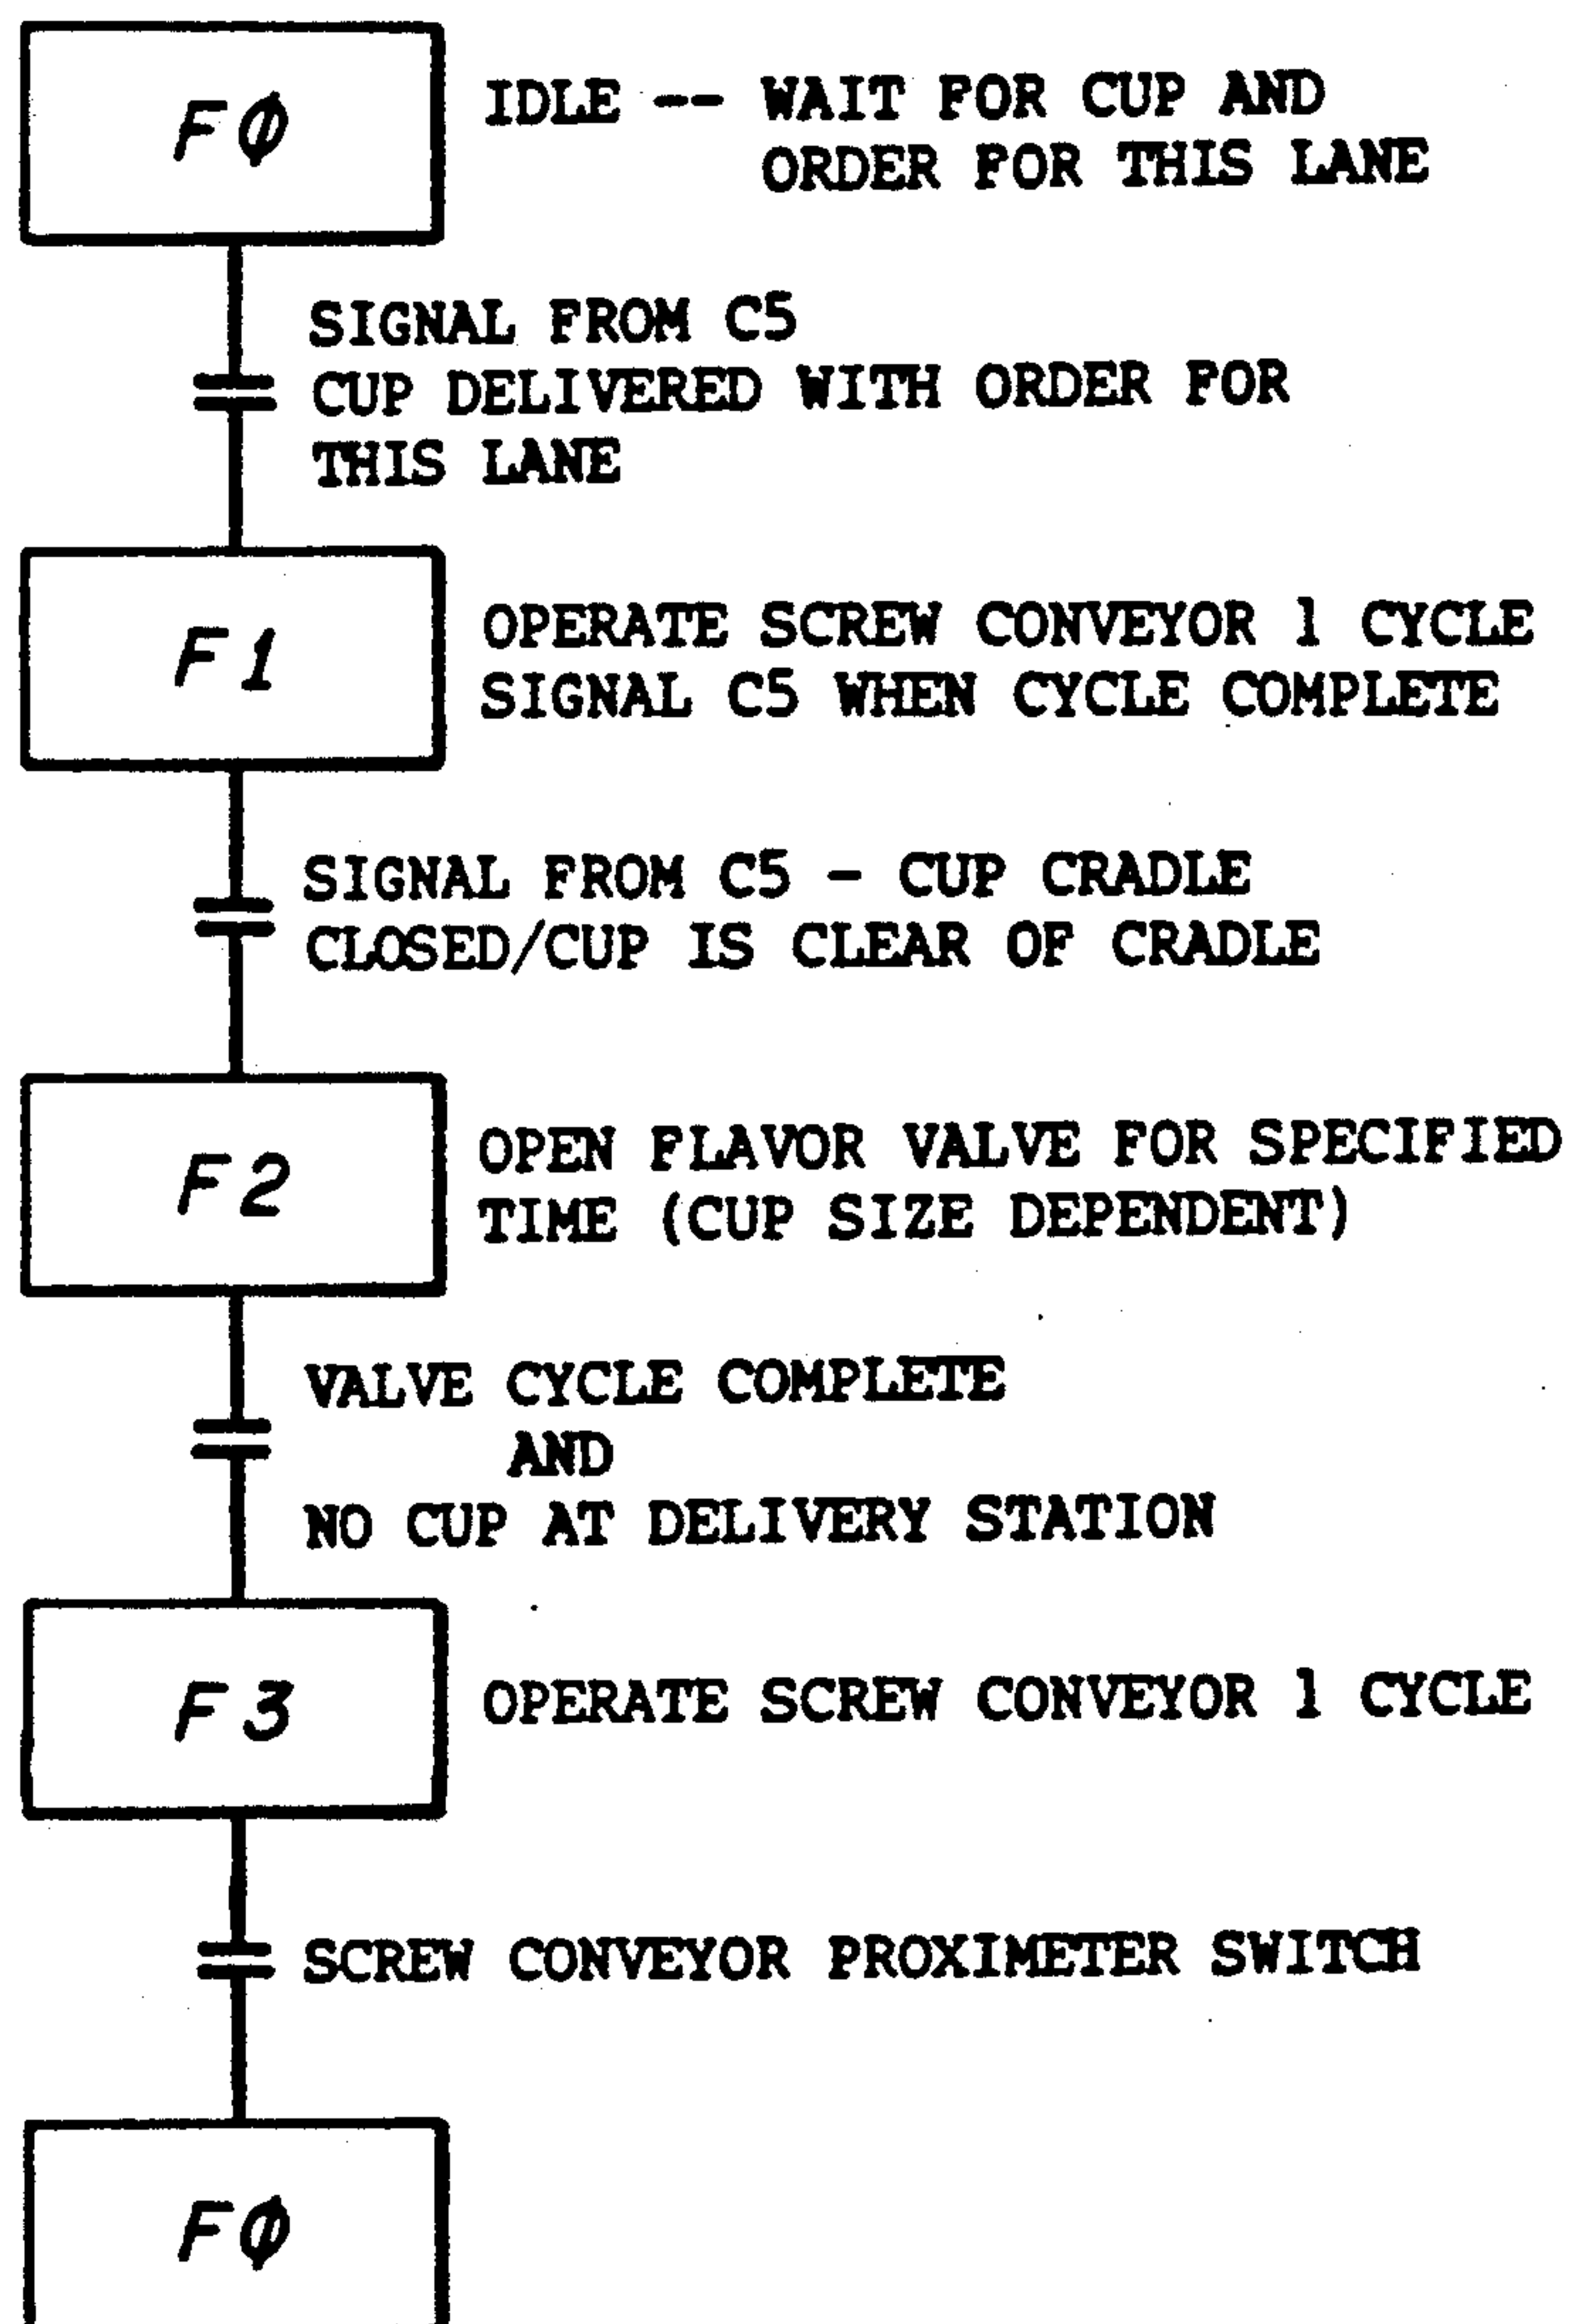 FØ
IDLE -- WAIT FOR CUP AND
ORDER FOR THIS LANE
SIGNAL FROM C5
CUP DELIVERED WITH ORDER FOR
THIS LANE
F1
OPERATE SCREW CONVEYOR 1 CYCLE
SIGNAL C5 WHEN CYCLE COMPLETE
SIGNAL FROM C5 - CUP CRADLE
CLOSED/CUP IS CLEAR OF CRADLE
F2
OPEN FLAVOR VALVE FOR SPECIFIED
TIME (CUP SIZE DEPENDENT)
VALVE CYCLE COMPLETE
AND
NO CUP AT DELIVERY STATION
F3
OPERATE SCREW CONVEYOR 1 CYCLE
SCREW CONVEYOR PROXIMETER SWITCH
FØ